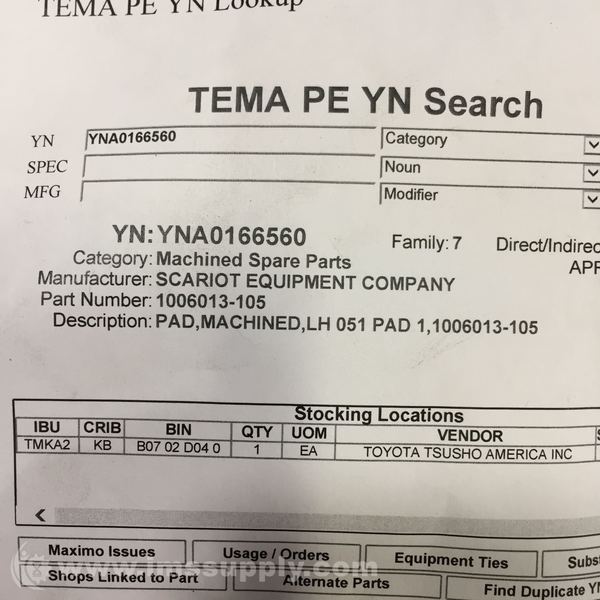 TEMA PE YN Lookup
TEMA PE YN Search
YN YNA0166560 Category
SPEC Noun
MFG Modifier
YN: YNA0166560 Family: 7 Direct/Indirec
Category: Machined Spare Parts APF
Manufacturer: SCARIOT EQUIPMENT COMPANY
Part Number: 1006013-105
Description: PAD,MACHINED,LH 051 PAD 1,1006013-105
Stocking Locations
IBU CRIB BIN QTY UOM VENDOR S
TMKA2 KB B07 02 D04 0 1 EA TOYOTA TSUSHO AMERICA INC
Maximo Issues Usage / Orders Equipment Ties Subs
Shops Linked to Part Alternate Parts Find Duplicate YN
imssupply.com